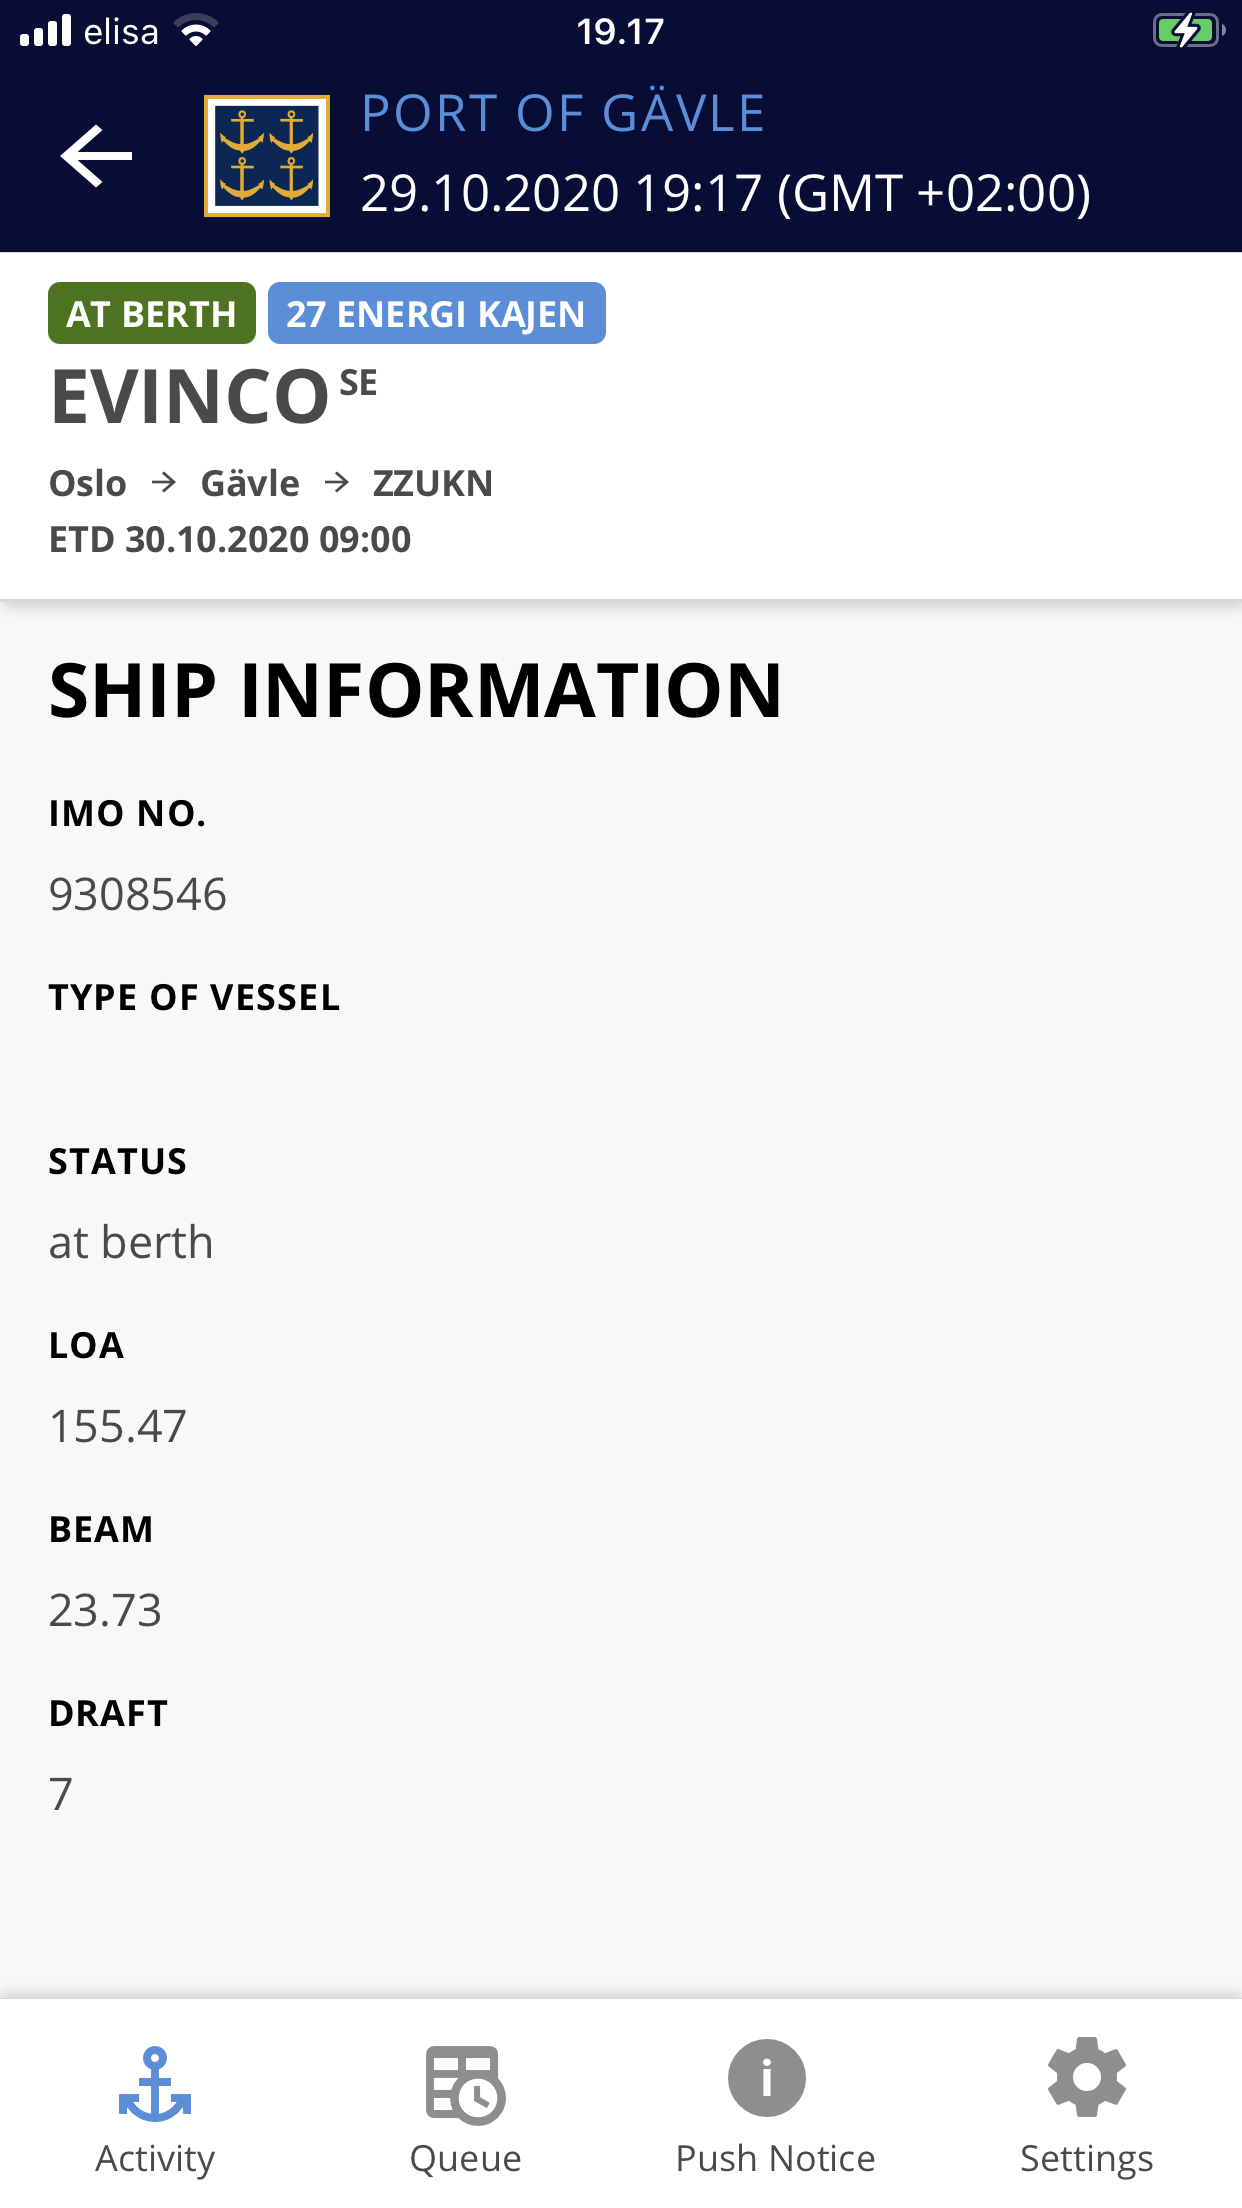 elisa
19.17
PORT OF GÄVLE
29.10.2020 19:17 (GMT +02:00)
AT BERTH 27 ENERGI KAJEN
EVINCO SE
Oslo → Gävle → ZZUKN
ETD 30.10.2020 09:00
SHIP INFORMATION
IMO NO.
9308546
TYPE OF VESSEL
STATUS
at berth
LOA
155.47
BEAM
23.73
DRAFT
7
Activity Queue Push Notice Settings